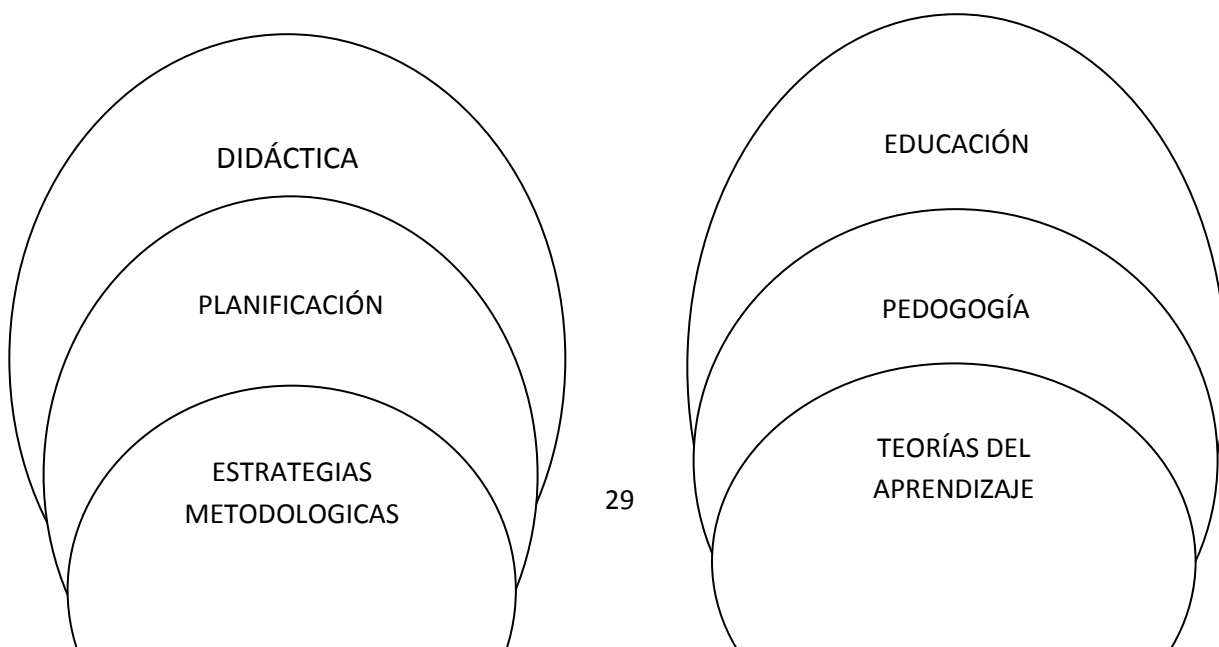 DIDÁCTICA
PLANIFICACIÓN
ESTRATEGIAS
METODOLOGICAS
29
EDUCACIÓN
PEDOGOGÍA
TEORÍAS DEL
APRENDIZAJE